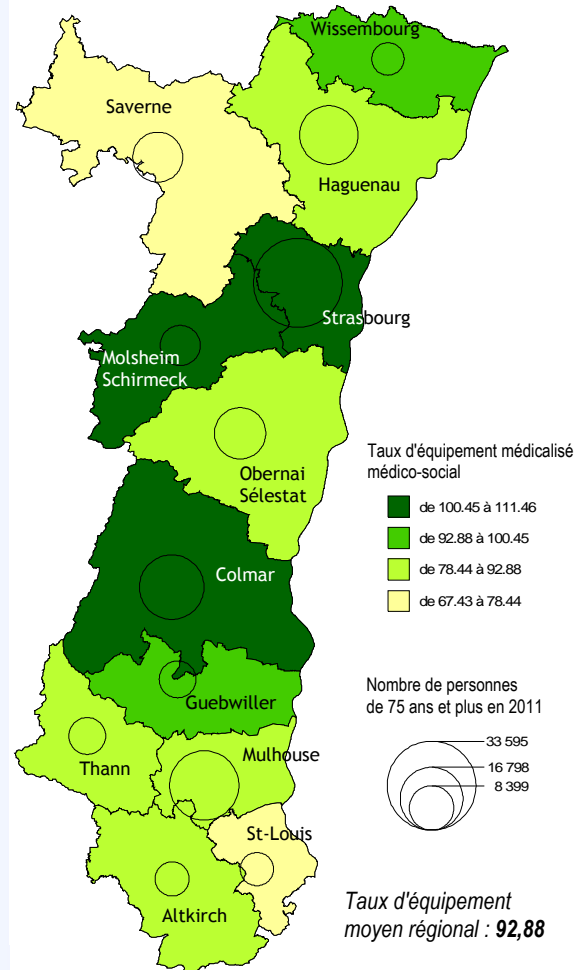 Wissembourg
Saverne
Haguenau
Strasbourg
Molsheim
Schirmeck
Obernai
Sélestat
Colmar
Guebwiller
Thann
Mulhouse
St-Louis
Altkirch
Taux d'équipement médicalisé
médico-social
de 100.45 à 111.46
de 92.88 à 100.45
de 78.44 à 92.88
de 67.43 à 78.44
Nombre de personnes
de 75 ans et plus en 2011
33 595
16 798
8 399
Taux d'équipement
moyen régional : 92,88